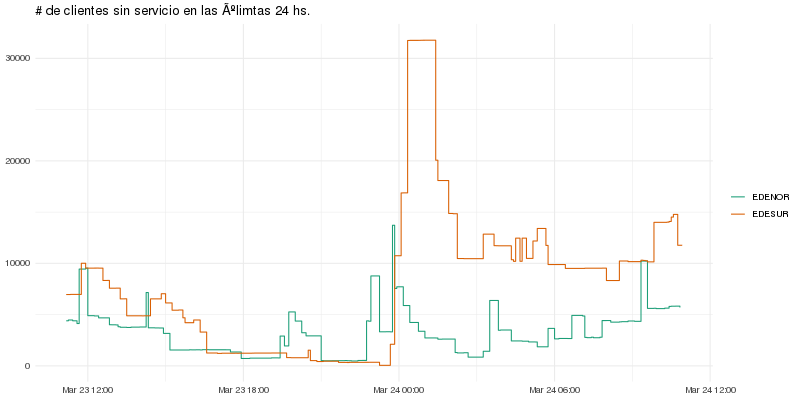 # de clientes sin servicio en las Ãºlimtas 24 hs.
30000
20000
10000
0
Mar 23 12:00
Mar 23 18:00
Mar 24 00:00
Mar 24 06:00
Mar 24 12:00
EDENOR
EDESUR